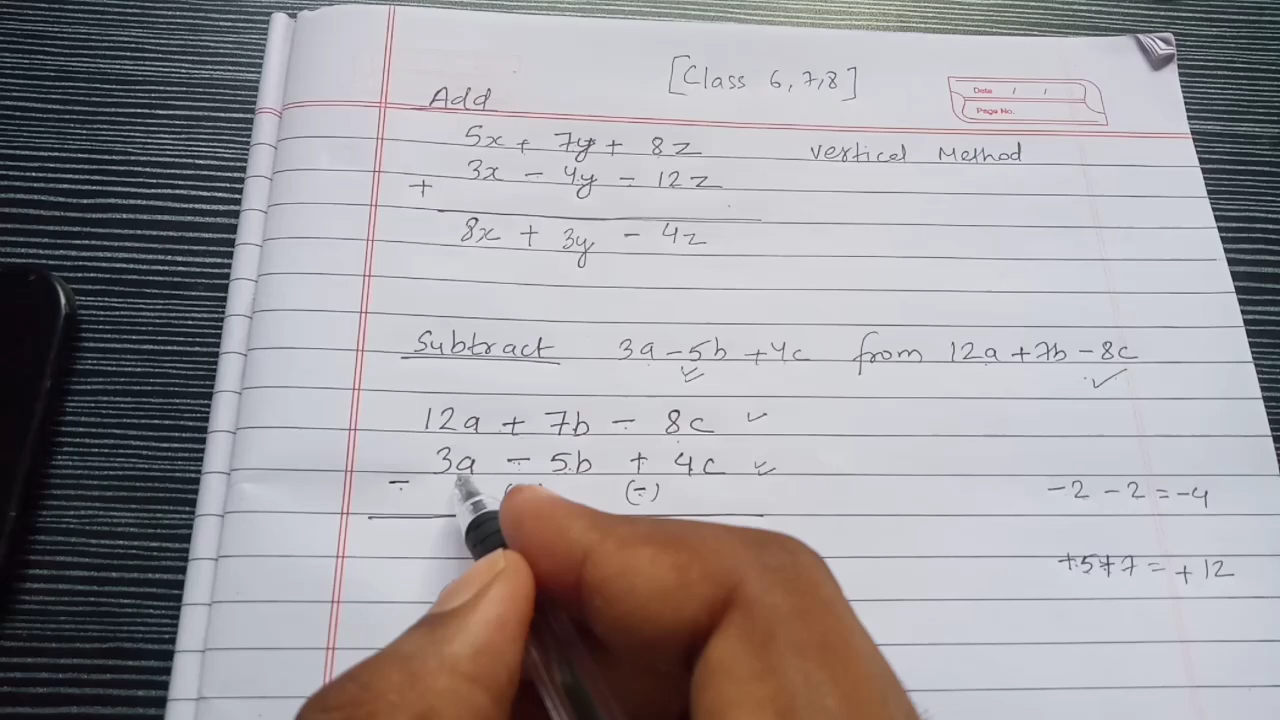 [Class 6,7,8]
Add
Date / /
Page No.
5x + 7y + 8z
vertical Method
3x - 4y - 12z
+
8x + 3y - 4z
Subtract 3a - 5b + 4c from 12a + 7b - 8c
12a + 7b - 8c
3a - 5b + 4c
- (-)
-2 -2 = -4
+5+7 = +12